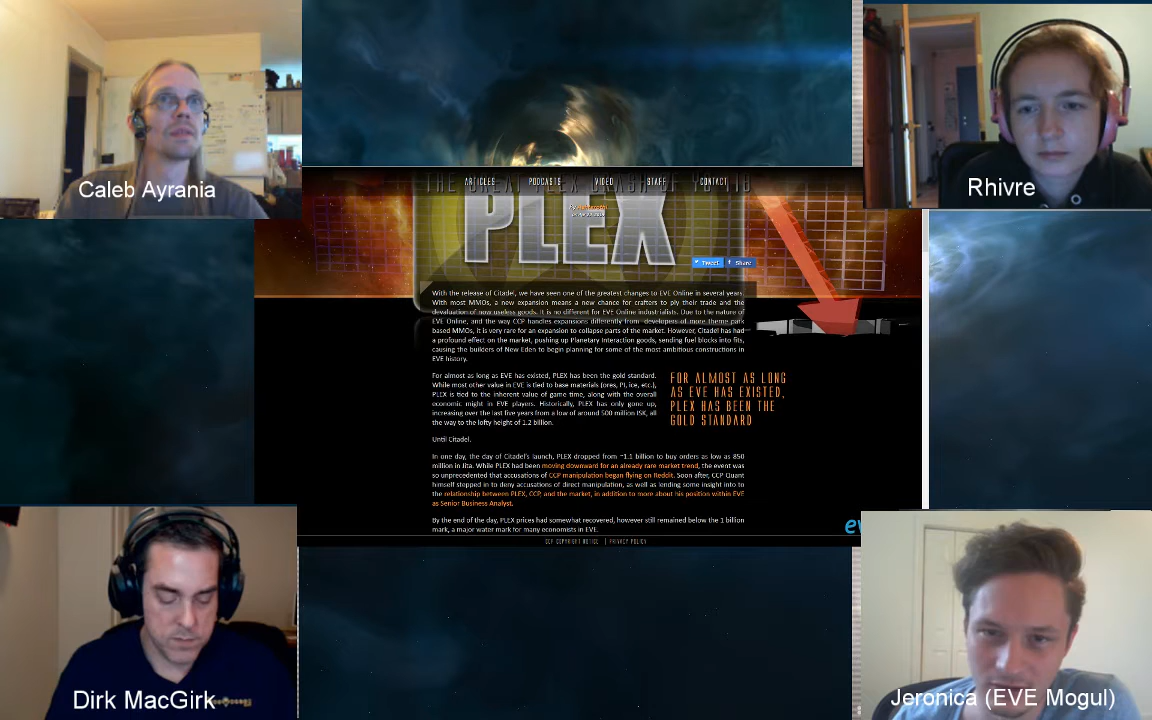 Caleb Ayrania
Rhivre
THE GREAT PLEX CRASH OF YC118
ARTICLES PODCASTS VIDEO STAFF CONTACT
By
PLEX
Tweet Share
With the release of Citadel, we have seen one of the greatest changes to EVE Online in several years.
With most MMOs, a new expansion means a new chance for crafters to ply their trade and the
devaluation of now useless goods. It is no different for EVE Online industrialists. Due to the nature of
EVE Online, and the way CCP handles expansions differently from developers of more theme park
based MMOs, it is very rare for an expansion to collapse parts of the market. However, Citadel has had
a profound effect on the market, pushing up Planetary Interaction goods, sending fuel blocks into fits,
causing the builders of New Eden to begin planning for some of the most ambitious constructions in
EVE history.
For almost as long as EVE has existed, PLEX has been the gold standard.
While most other value in EVE is tied to base materials (ores, PI, ice, etc.),
PLEX is tied to the inherent value of game time, along with the overall
economic might in EVE players. Historically, PLEX has only gone up,
increasing over the last five years from a low of around 500 million ISK, all
the way to the lofty height of 1.2 billion.
FOR ALMOST AS LONG
AS EVE HAS EXISTED,
PLEX HAS BEEN THE
GOLD STANDARD
Until Citadel.
In one day, the day of Citadel's launch, PLEX dropped from ~1.1 billion to buy orders as low as 850
million in Jita. While PLEX had been moving downward for an already rare market trend, the event was
so unprecedented that accusations of CCP manipulation began flying on Reddit. Soon after, CCP Quant
himself stepped in to deny accusations of direct manipulation, as well as lending some insight into to
the relationship between PLEX, CCP, and the market, in addition to more about his position within EVE
as Senior Business Analyst.
By the end of the day, PLEX prices had somewhat recovered, however still remained below the 1 billion
mark, a major water mark for many economists in EVE.
ev
CCP COPYRIGHT NOTICE | PRIVACY POLICY
Dirk MacGirk
Jeronica (EVE Mogul)